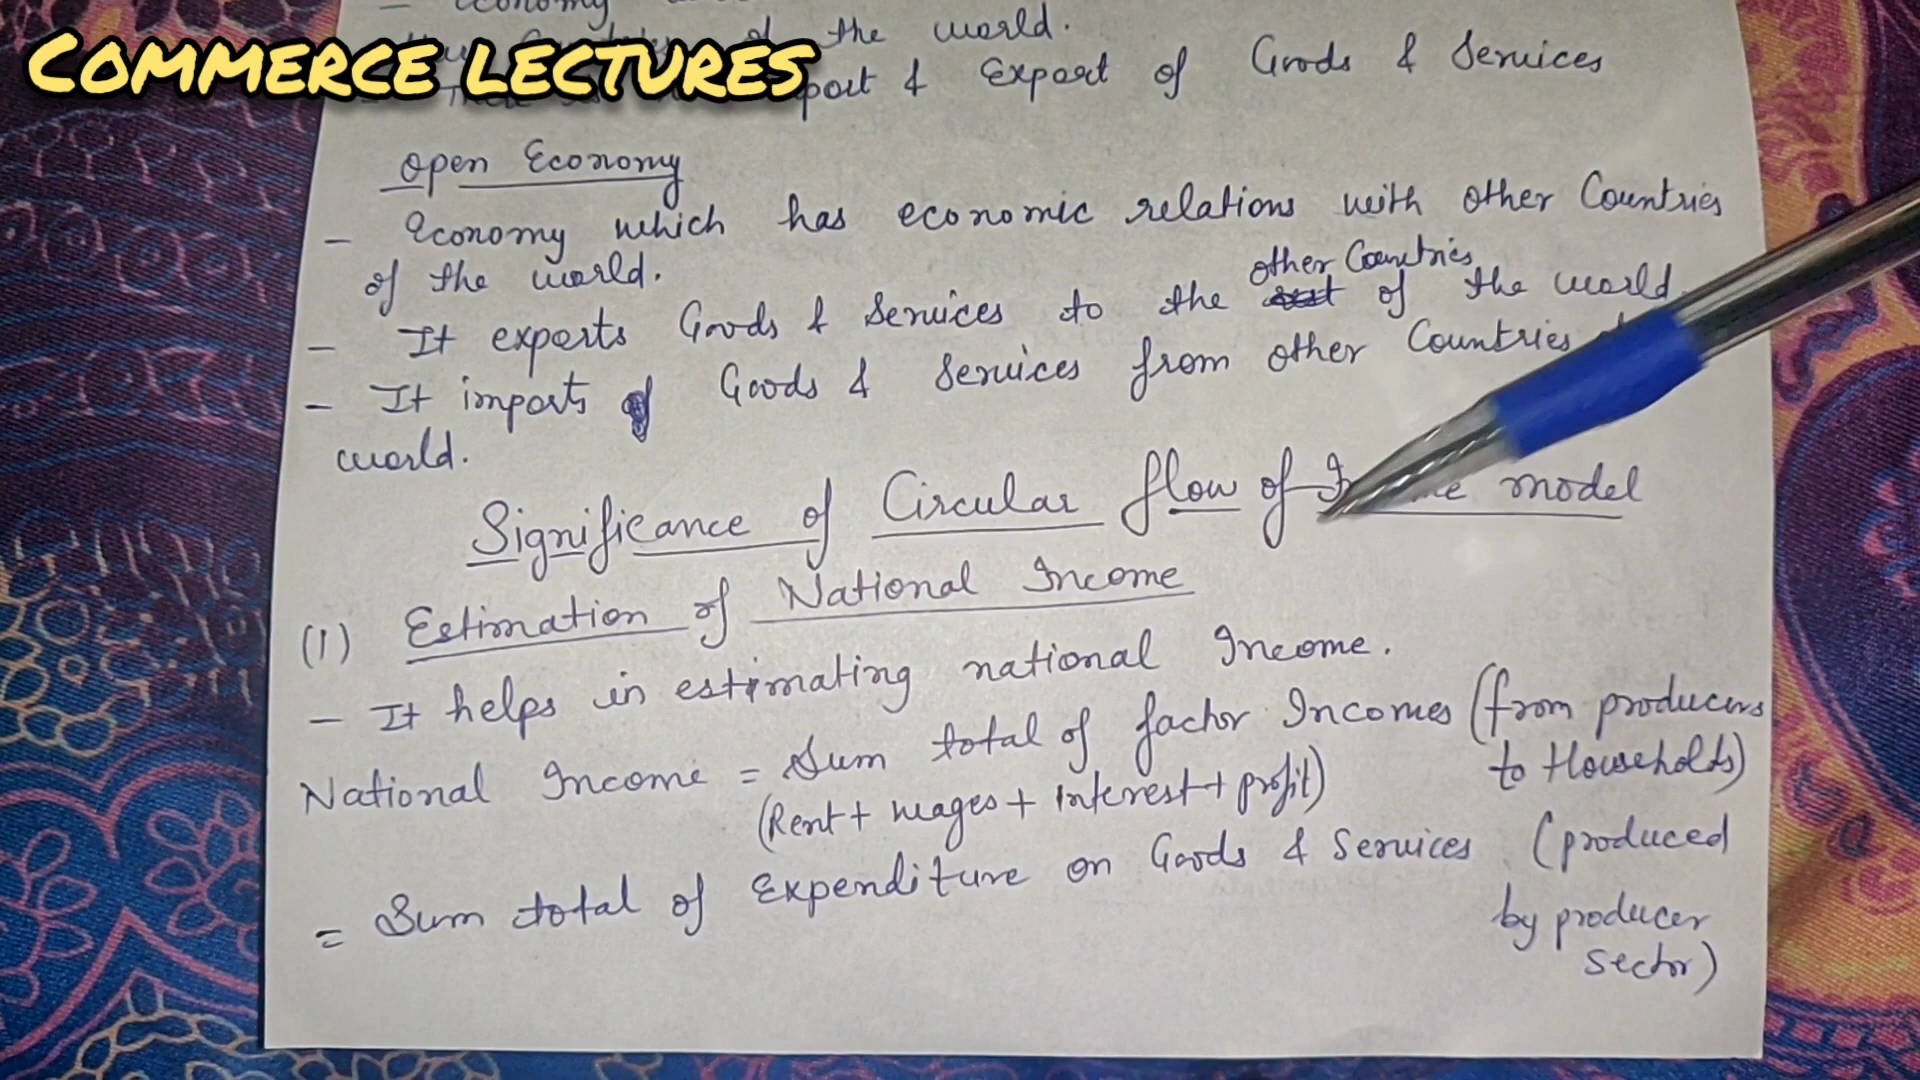 COMMERCE LECTURES
the world.
port & Export of Goods & Services
Open Economy
- Economy which has economic relations with other Countries
of the world.
other Countries
- It exports Goods & Services to the of the world
- It imports Goods & Services from other Countries
world.
Significance of Circular flow of model
(1) Estimation of National Income
- It helps in estimating national Income.
National Income = Sum total of factor Incomes (from producers
to Households)
(Rent + wages + interest + profit)
= Sum total of Expenditure on Goods & Services (produced
by producer
sector)